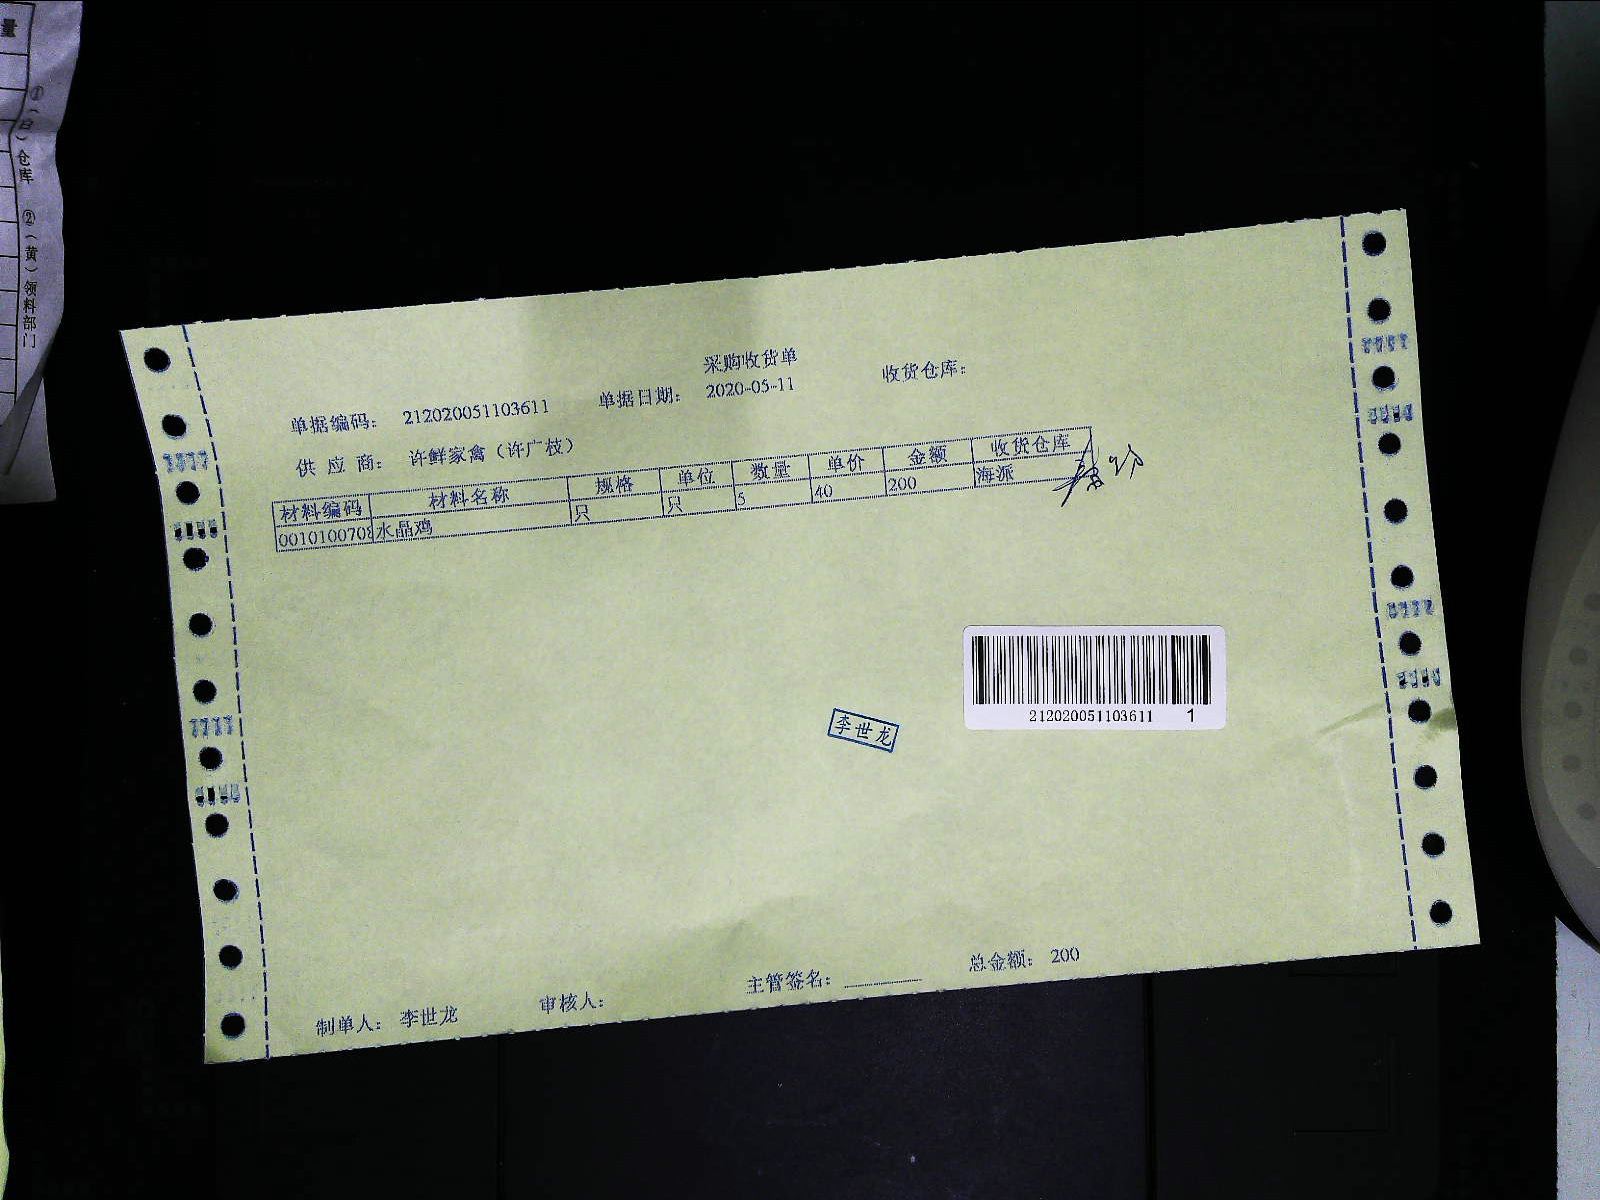 量
①（白）仓库 ②（黄）领料部门
采购收货单
单据编码： 212020051103611 单据日期： 2020-05-11 收货仓库：
供 应 商： 许鲜家禽（许广枝）
材料编码 材料名称 规格 单位 数量 单价 金额 收货仓库
0010100708 水晶鸡 只 只 5 40 200 海派
212020051103611 1
李世龙
制单人： 李世龙 审核人： 主管签名： 总金额： 200